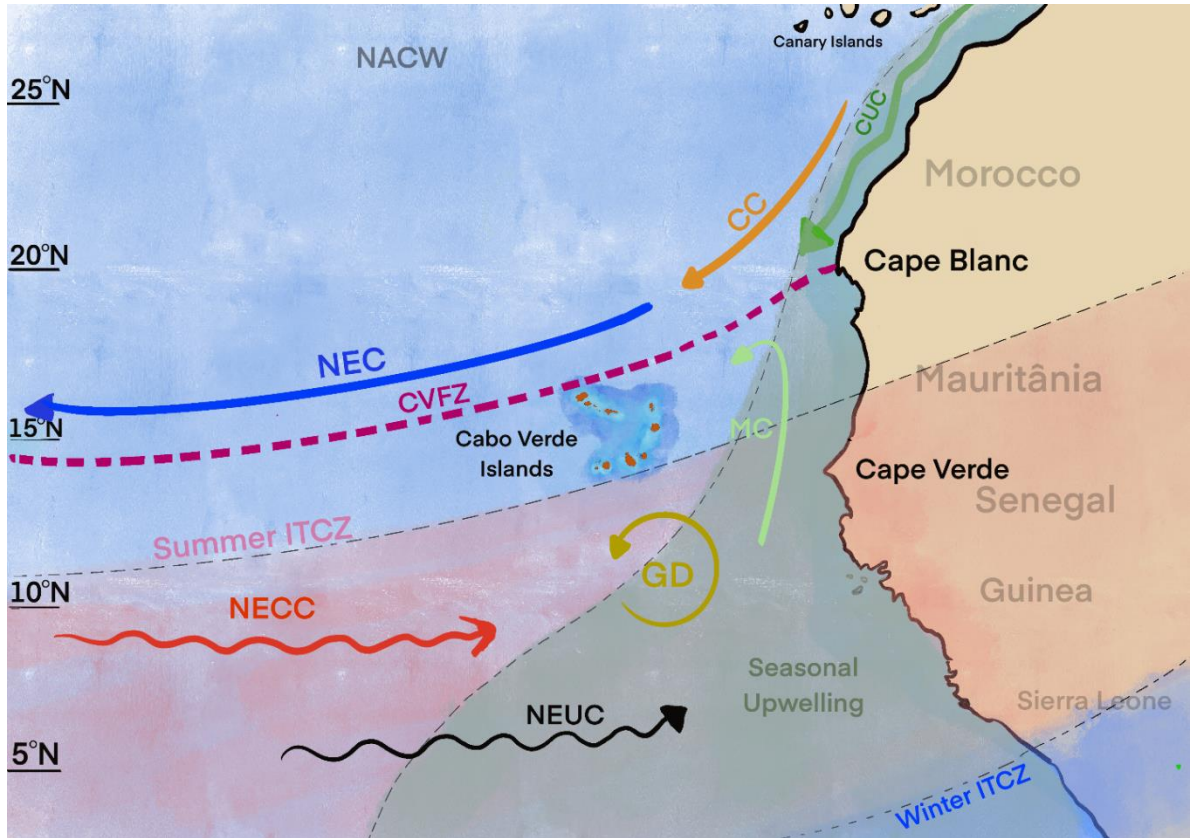 Canary Islands
NACW
25°N
CUC
Morocco
CC
20°N
Cape Blanc
NEC
CVFZ
Mauritânia
15°N
Cabo Verde
Islands
MC
Cape Verde
Senegal
Summer ITCZ
GD
10°N
NECC
Guinea
Seasonal
Upwelling
Sierra Leone
NEUC
5°N
Winter ITCZ